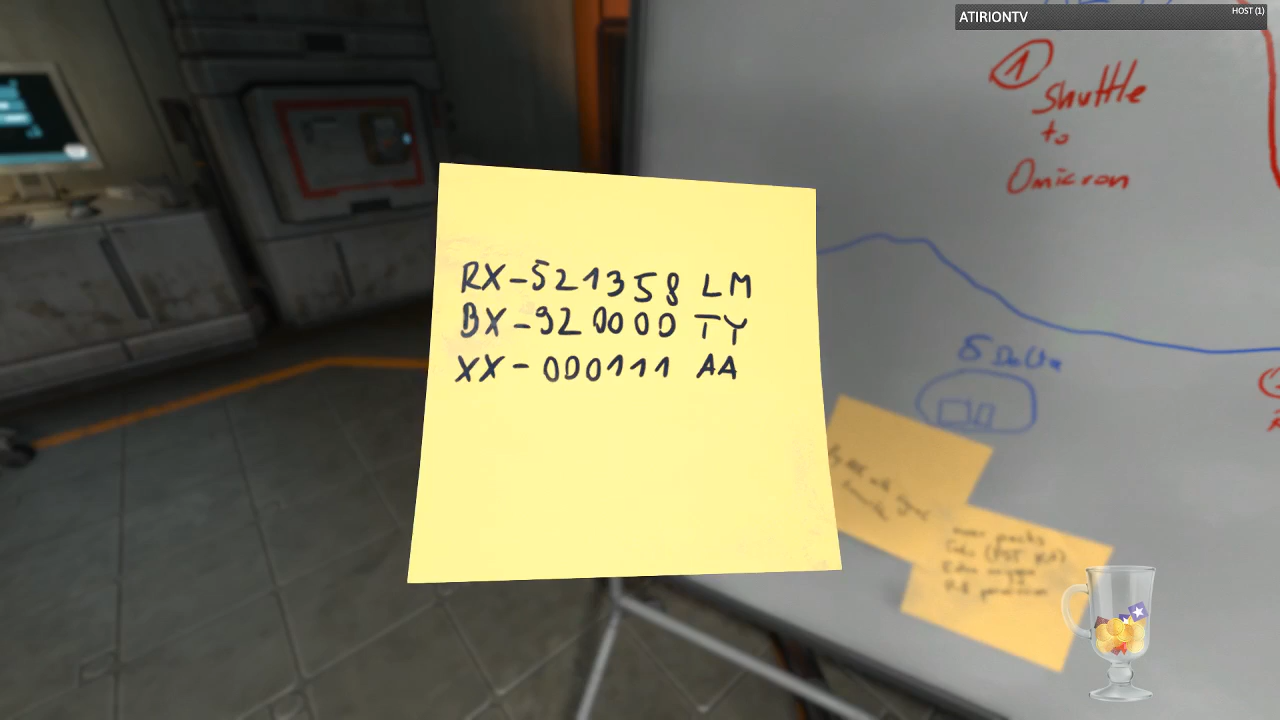 ATIRIONTV
HOST (1)
1
Shuttle
to
Omicron
RX-521358 LM
BX-920000 TY
XX-000111 AA
δ Delta